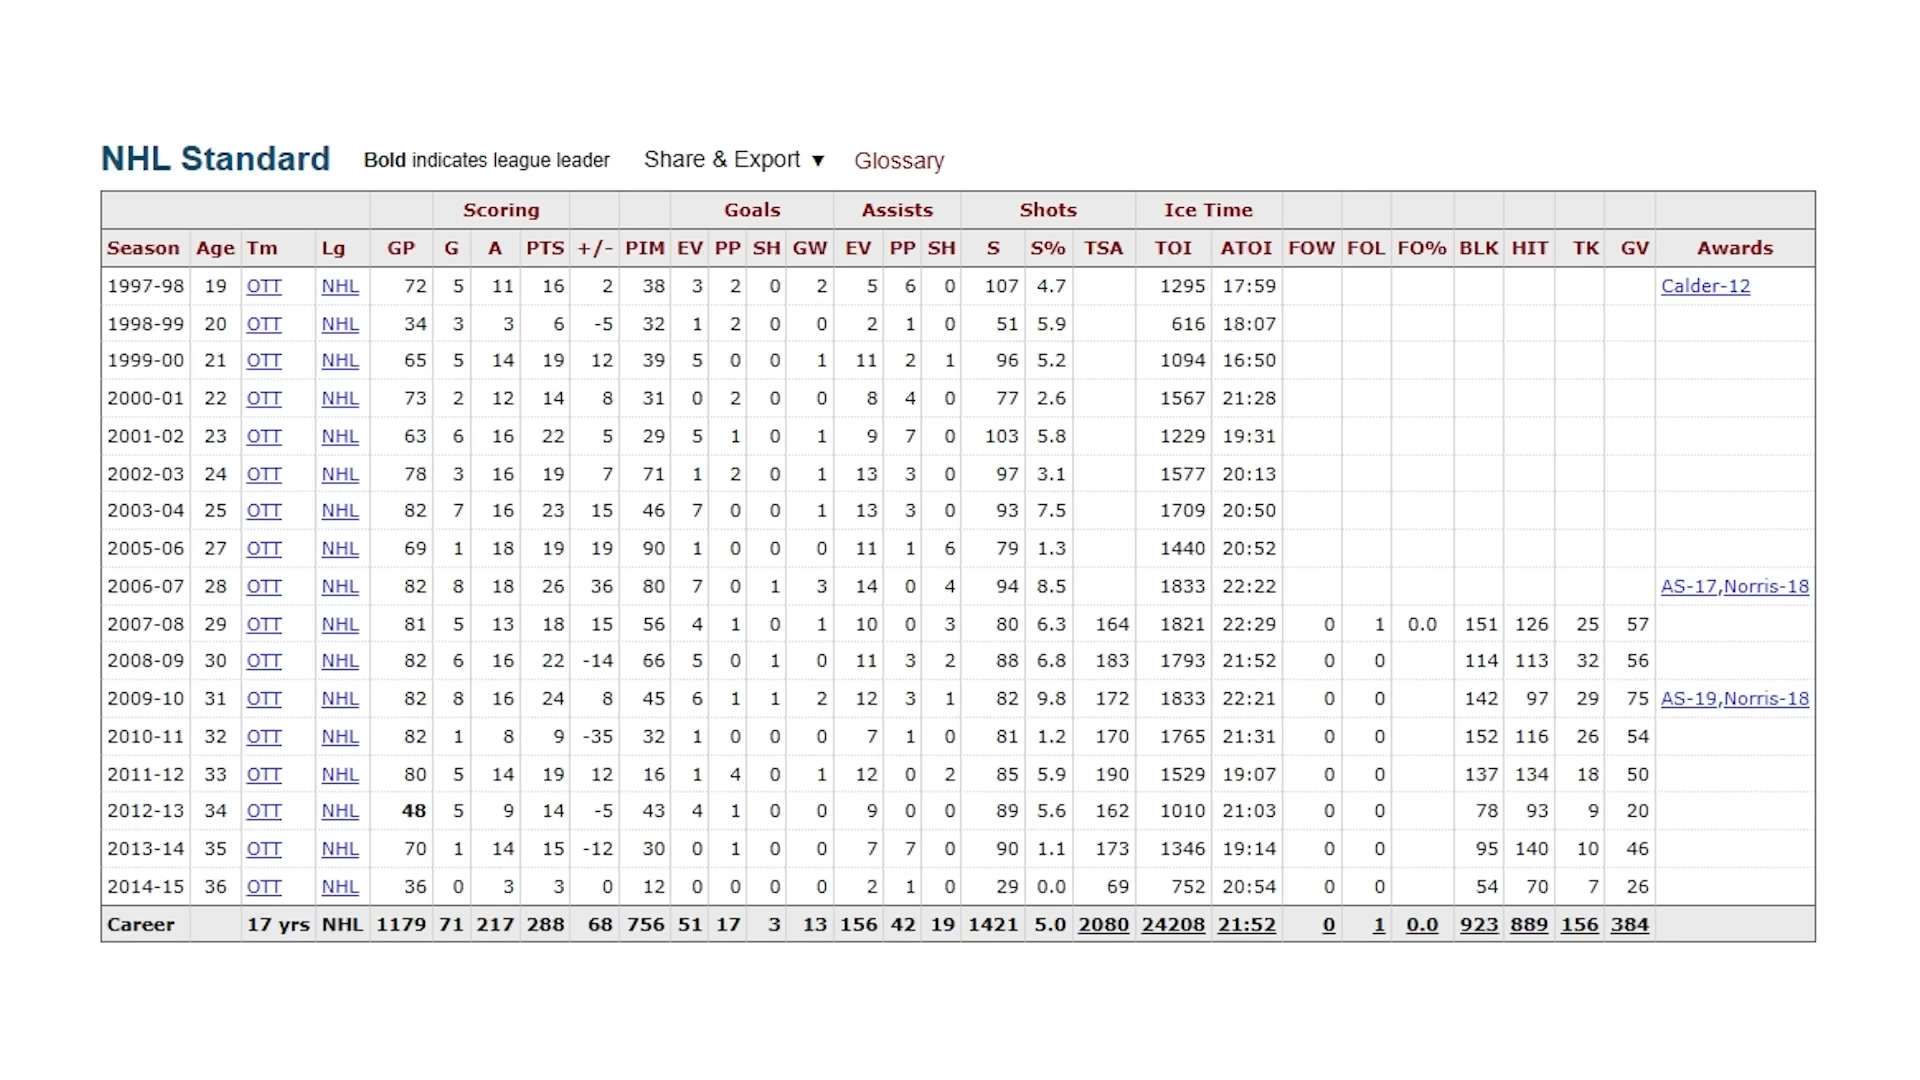 NHL Standard Bold indicates league leader Share & Export ▼ Glossary
Scoring Goals Assists Shots Ice Time
Season Age Tm Lg GP G A PTS +/- PIM EV PP SH GW EV PP SH S S% TSA TOI ATOI FOW FOL FO% BLK HIT TK GV Awards
1997-98 19 OTT NHL 72 5 11 16 2 38 3 2 0 2 5 6 0 107 4.7 1295 17:59 Calder-12
1998-99 20 OTT NHL 34 3 3 6 -5 32 1 2 0 0 2 1 0 51 5.9 616 18:07
1999-00 21 OTT NHL 65 5 14 19 12 39 5 0 0 1 11 2 1 96 5.2 1094 16:50
2000-01 22 OTT NHL 73 2 12 14 8 31 0 2 0 0 8 4 0 77 2.6 1567 21:28
2001-02 23 OTT NHL 63 6 16 22 5 29 5 1 0 1 9 7 0 103 5.8 1229 19:31
2002-03 24 OTT NHL 78 3 16 19 7 71 1 2 0 1 13 3 0 97 3.1 1577 20:13
2003-04 25 OTT NHL 82 7 16 23 15 46 7 0 0 1 13 3 0 93 7.5 1709 20:50
2005-06 27 OTT NHL 69 1 18 19 19 90 1 0 0 0 11 1 6 79 1.3 1440 20:52
2006-07 28 OTT NHL 82 8 18 26 36 80 7 0 1 3 14 0 4 94 8.5 1833 22:22 AS-17,Norris-18
2007-08 29 OTT NHL 81 5 13 18 15 56 4 1 0 1 10 0 3 80 6.3 164 1821 22:29 0 1 0.0 151 126 25 57
2008-09 30 OTT NHL 82 6 16 22 -14 66 5 0 1 0 11 3 2 88 6.8 183 1793 21:52 0 0 114 113 32 56
2009-10 31 OTT NHL 82 8 16 24 8 45 6 1 1 2 12 3 1 82 9.8 172 1833 22:21 0 0 142 97 29 75 AS-19,Norris-18
2010-11 32 OTT NHL 82 1 8 9 -35 32 1 0 0 0 7 1 0 81 1.2 170 1765 21:31 0 0 152 116 26 54
2011-12 33 OTT NHL 80 5 14 19 12 16 1 4 0 1 12 0 2 85 5.9 190 1529 19:07 0 0 137 134 18 50
2012-13 34 OTT NHL 48 5 9 14 -5 43 4 1 0 0 9 0 0 89 5.6 162 1010 21:03 0 0 78 93 9 20
2013-14 35 OTT NHL 70 1 14 15 -12 30 0 1 0 0 7 7 0 90 1.1 173 1346 19:14 0 0 95 140 10 46
2014-15 36 OTT NHL 36 0 3 3 0 12 0 0 0 0 2 1 0 29 0.0 69 752 20:54 0 0 54 70 7 26
Career 17 yrs NHL 1179 71 217 288 68 756 51 17 3 13 156 42 19 1421 5.0 2080 24208 21:52 0 1 0.0 923 889 156 384